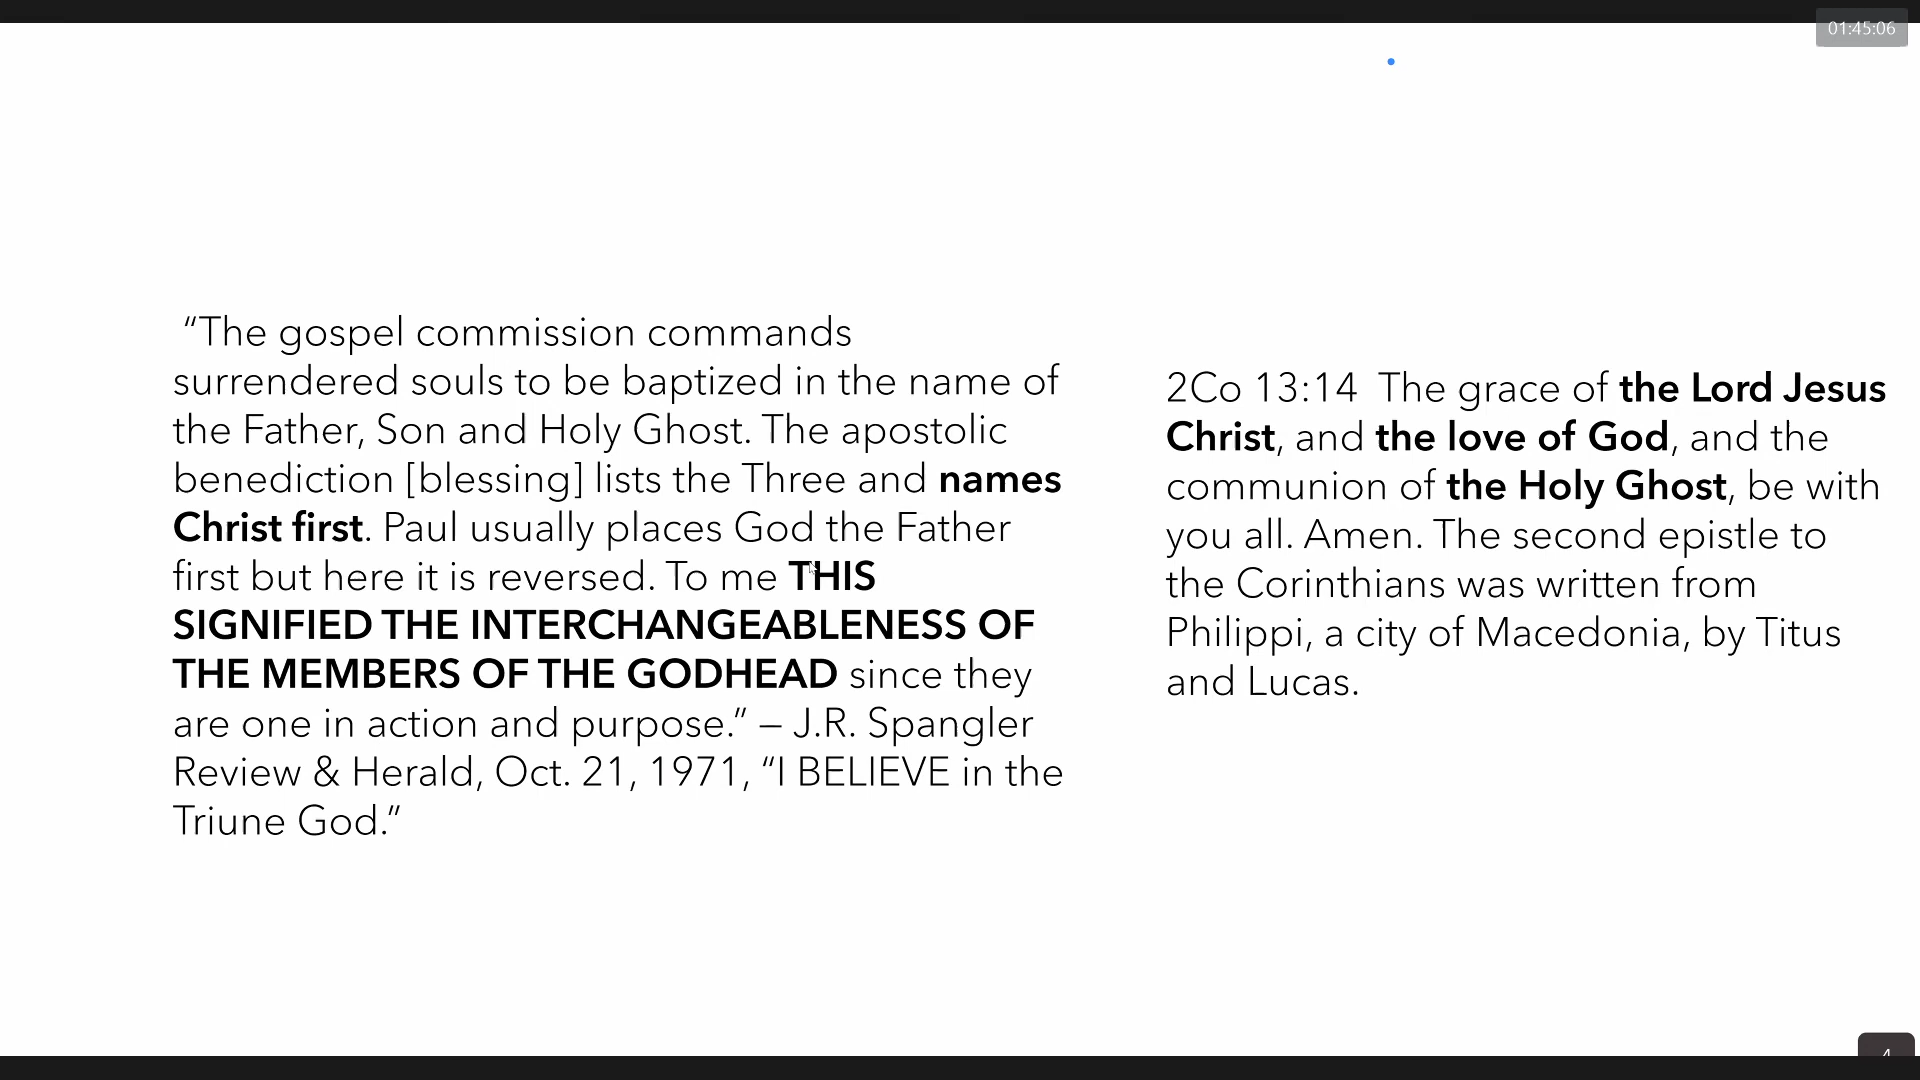 01:45:06
“The gospel commission commands
surrendered souls to be baptized in the name of
the Father, Son and Holy Ghost. The apostolic
benediction [blessing] lists the Three and names
Christ first. Paul usually places God the Father
first but here it is reversed. To me THIS
SIGNIFIED THE INTERCHANGEABLENESS OF
THE MEMBERS OF THE GODHEAD since they
are one in action and purpose.” – J.R. Spangler
Review & Herald, Oct. 21, 1971, “I BELIEVE in the
Triune God.”
2Co 13:14 The grace of the Lord Jesus
Christ, and the love of God, and the
communion of the Holy Ghost, be with
you all. Amen. The second epistle to
the Corinthians was written from
Philippi, a city of Macedonia, by Titus
and Lucas.
4